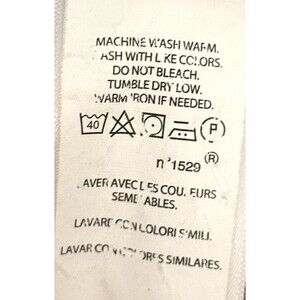 MACHINE WASH WARM.
WASH WITH LIKE COLORS.
DO NOT BLEACH.
TUMBLE DRY LOW.
WARM IRON IF NEEDED.
40 P
n°1529 ®
LAVER AVEC LES COULEURS
SEMBLABLES.
LAVARE CON COLORI SIMILI.
LAVAR CON COLORES SIMILARES.